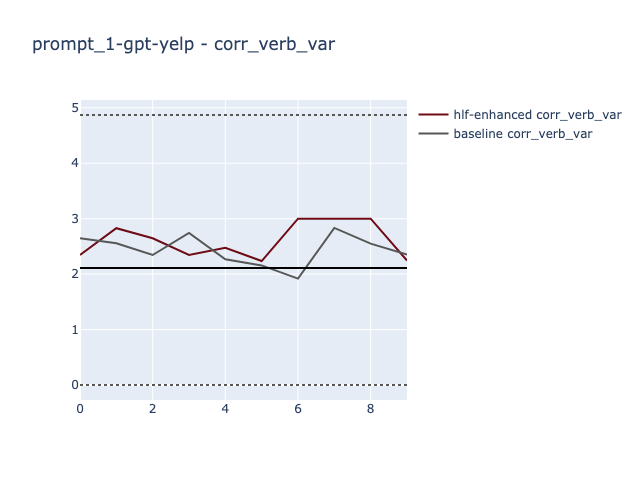 prompt_1-gpt-yelp - corr_verb_var
hlf-enhanced corr_verb_var
baseline corr_verb_var
5
4
3
2
1
0
0 2 4 6 8